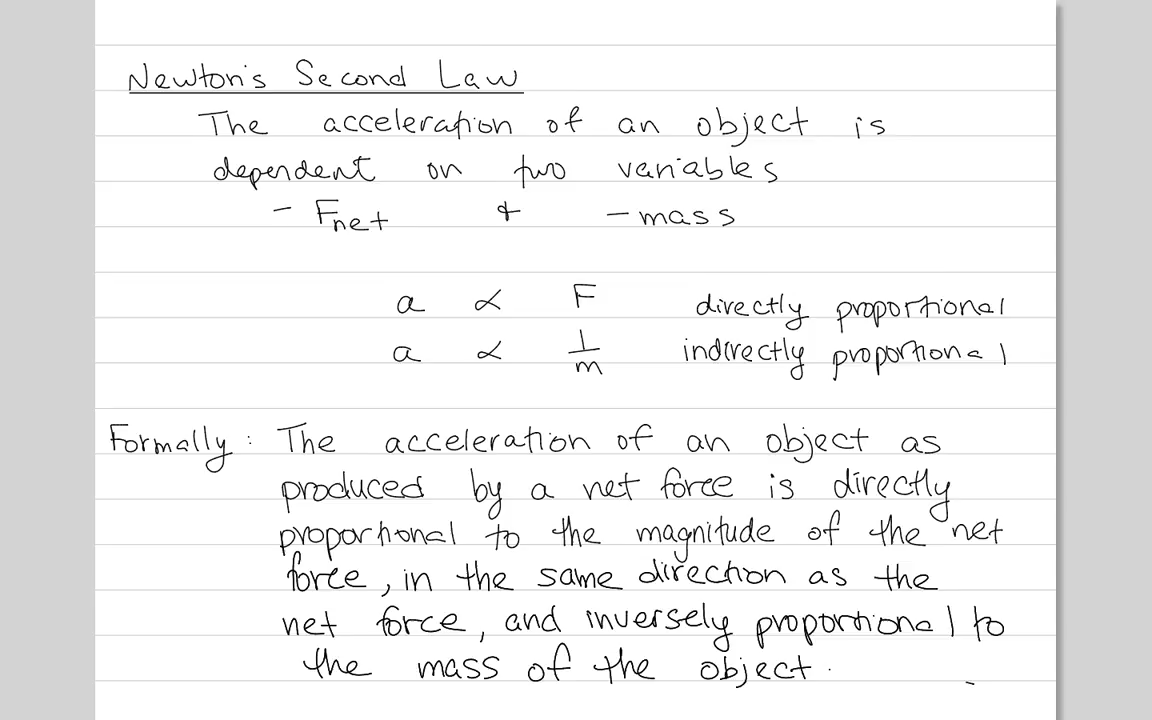 Newton's Second Law
The acceleration of an object is
dependent on two variables
- Fnet & - mass
a ∝ F directly proportional
a ∝ 1/m indirectly proportional
Formally: The acceleration of an object as
produced by a net force is directly
proportional to the magnitude of the net
force, in the same direction as the
net force, and inversely proportional to
the mass of the object.